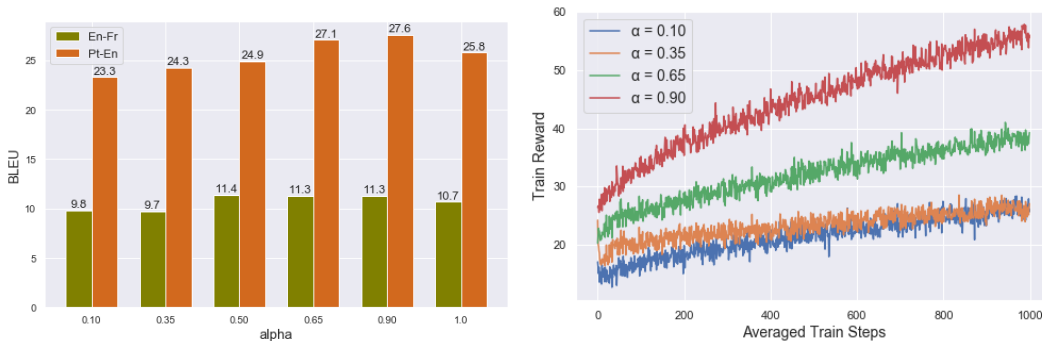 En-Fr
Pt-En
23.3
24.3
24.9
27.1
27.6
25.8
9.8
9.7
11.4
11.3
11.3
10.7
25
20
15
10
5
0
BLEU
0.10 0.35 0.50 0.65 0.90 1.0
alpha
α = 0.10
α = 0.35
α = 0.65
α = 0.90
60
50
40
30
20
Train Reward
0 200 400 600 800 1000
Averaged Train Steps